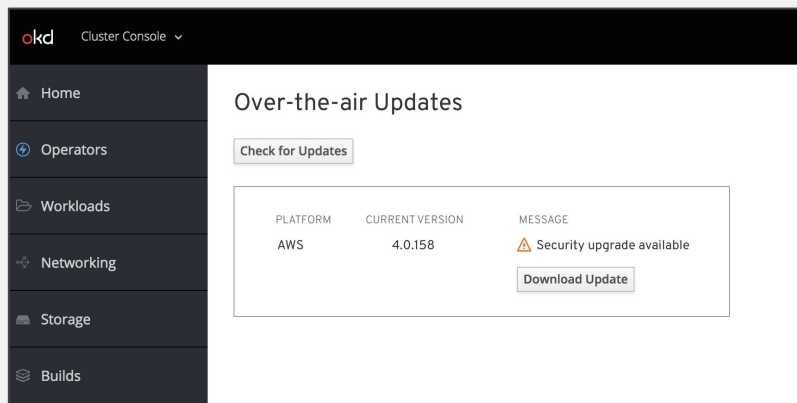 okd Cluster Console
Home
Operators
Workloads
Networking
Storage
Builds
Over-the-air Updates
Check for Updates
PLATFORM CURRENT VERSION MESSAGE
AWS 4.0.158 Security upgrade available
Download Update